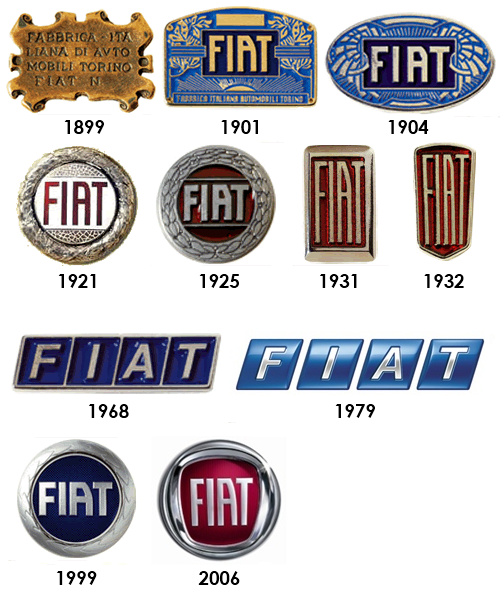 FABBRICA-ITA
LIANA DI AVTO
MOBILI TORINO
FIAT N
1899
FIAT
FABBRICA ITALIANA AUTOMOBILI TORINO
1901
FIAT
1904
FIAT
1921
FIAT
1925
FIAT
1931
FIAT
1932
FIAT
1968
FIAT
1979
FIAT
1999
FIAT
2006